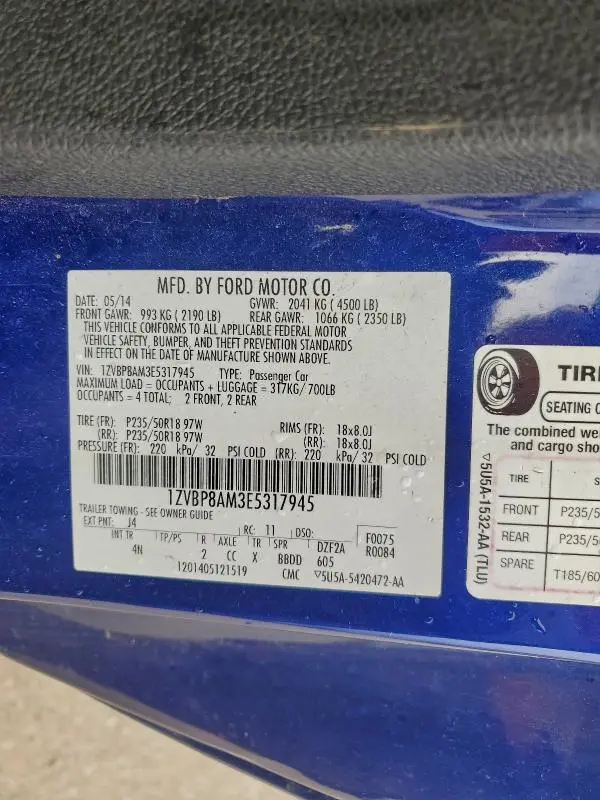 MFD. BY FORD MOTOR CO.
DATE: 05/14 GVWR: 2041 KG (4500 LB)
FRONT GAWR: 993 KG (2190 LB) REAR GAWR: 1066 KG (2350 LB)
THIS VEHICLE CONFORMS TO ALL APPLICABLE FEDERAL MOTOR
VEHICLE SAFETY, BUMPER, AND THEFT PREVENTION STANDARDS
IN EFFECT ON THE DATE OF MANUFACTURE SHOWN ABOVE.
VIN: 1ZVBP8AM3E5317945 TYPE: Passenger Car
MAXIMUM LOAD = OCCUPANTS + LUGGAGE = 317KG/ 700LB
OCCUPANTS = 4 TOTAL; 2 FRONT, 2 REAR
TIRE (FR): P235/50R18 97W RIMS (FR): 18x8.0J
(RR): P235/50R18 97W (RR): 18x8.0J
PRESSURE (FR): 220 kPa/ 32 PSI COLD (RR): 220 kPa/ 32 PSI COLD
1ZVBP8AM3E5317945
TRAILER TOWING - SEE OWNER GUIDE
EXT PNT: J4 RC: 11 DSO: F0075
INT TR TP/PS R AXLE TR SPR DZF2A R0084
4N 2 CC X BBDD 605
1201405121519 CMC ▽5U5A-5420472-AA
TIR
SEATING
The combined we
and cargo sho
TIRE
FRONT P235/5
REAR P235/5
SPARE T185/60
▽5U5A-1532-AA (TLU)